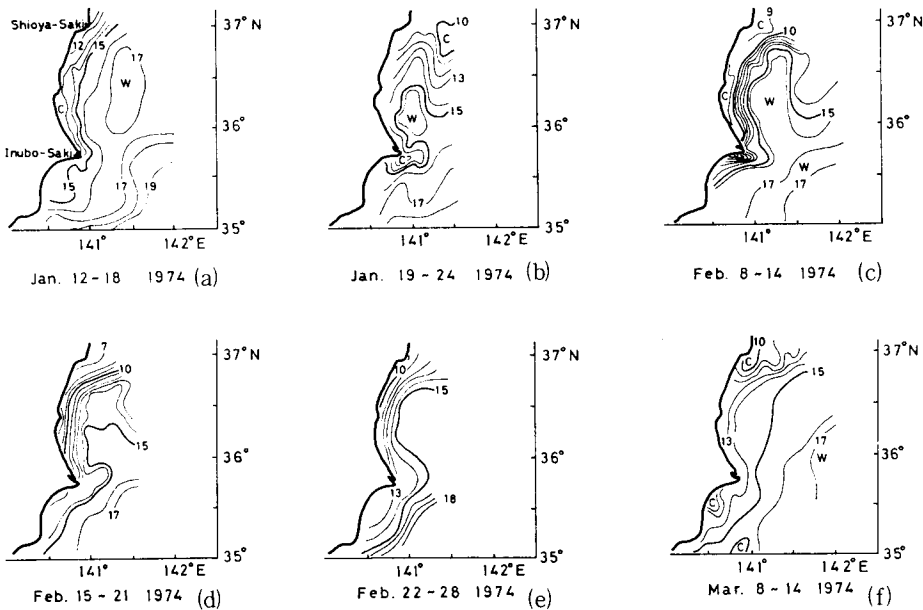 Shioya-Saki
10
37°N
9
37°N
12
15
C
C
10
17
13
W
15
W
C
C
W
36°
36°
15
36°
Inubo-Saki
C?
W
15
17
19
17
17
17
35°
35°
35°
141°
142°E
141°
142°E
141°
142°E
Jan. 12-18 1974 (a)
Jan. 19~24 1974 (b)
Feb. 8~14 1974 (c)
7
10
37°N
10
37°N
C
37°N
10
15
15
15
13
17
W
36°
36°
36°
13
18
17
C
C
35°
35°
35°
141°
142°E
141°
142°E
141°
142°E
Feb. 15~21 1974 (d)
Feb. 22~28 1974 (e)
Mar. 8~14 1974 (f)